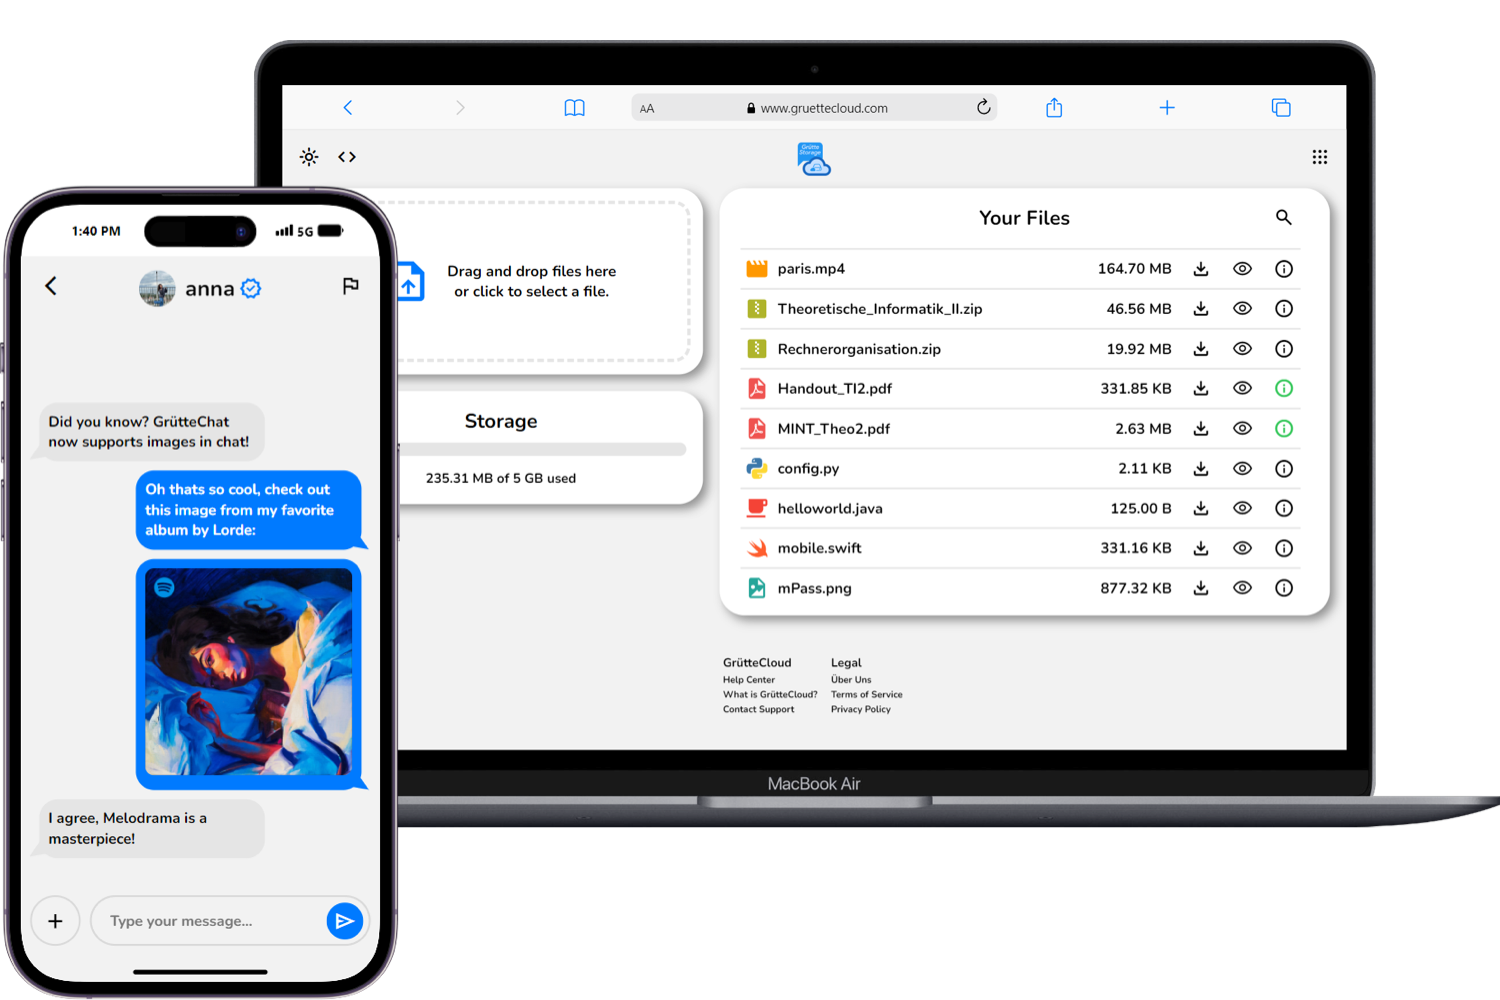 www.gruettecloud.com
AA
Grütte
Storage
Drag and drop files here
or click to select a file.
Storage
235.31 MB of 5 GB used
Your Files
paris.mp4 164.70 MB
Theoretische_Informatik_II.zip 46.56 MB
Rechnerorganisation.zip 19.92 MB
Handout_TI2.pdf 331.85 KB
MINT_Theo2.pdf 2.63 MB
config.py 2.11 KB
helloworld.java 125.00 B
mobile.swift 331.16 KB
mPass.png 877.32 KB
GrütteCloud
Help Center
What is GrütteCloud?
Contact Support
Legal
Über Uns
Terms of Service
Privacy Policy
MacBook Air
1:40 PM
5G
anna
Did you know? GrütteChat
now supports images in chat!
Oh thats so cool, check out
this image from my favorite
album by Lorde:
I agree, Melodrama is a
masterpiece!
Type your message...